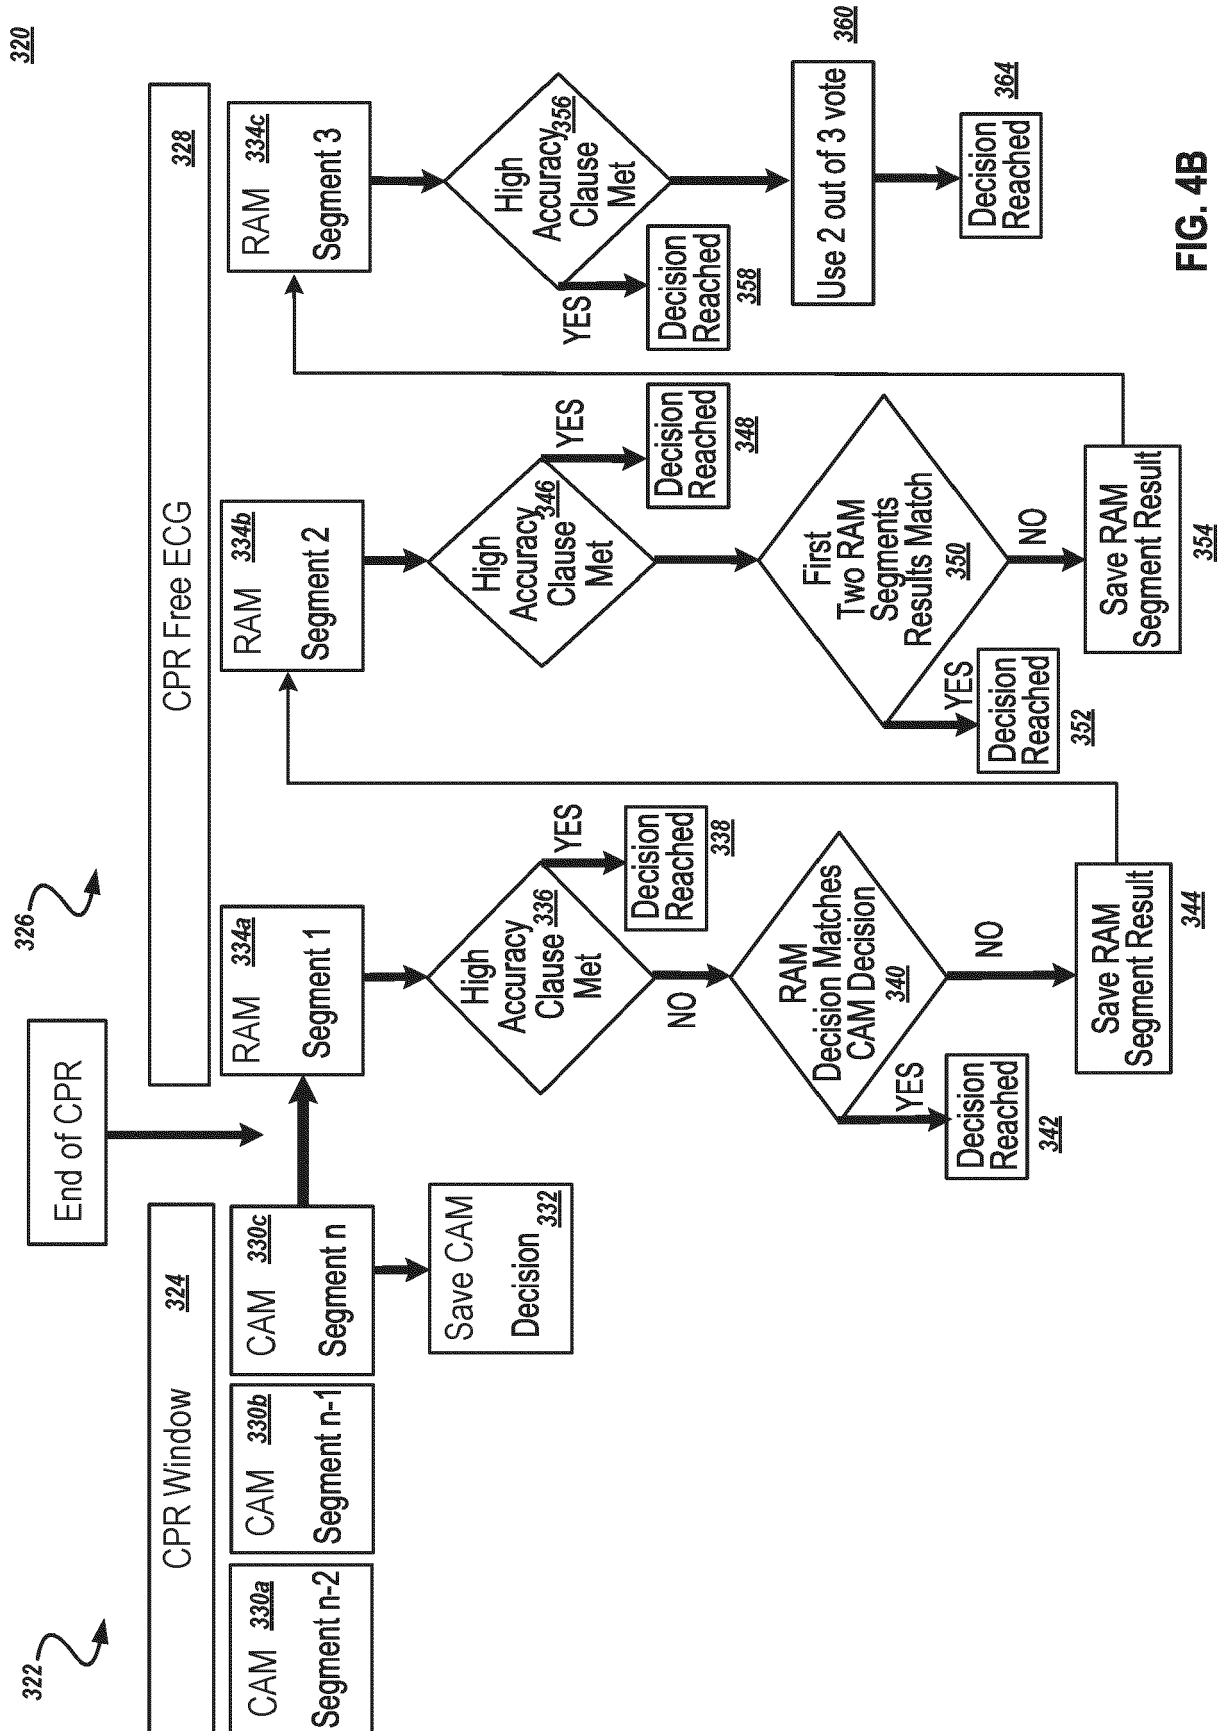 320
322
326
End of CPR
CPR Window
324
CPR Free ECG
328
CAM 330a
Segment n-2
CAM 330b
Segment n-1
CAM 330c
Segment n
Save CAM
Decision 332
RAM 334a
Segment 1
High
Accuracy
Clause 336
Met
YES
Decision
Reached
338
NO
RAM
Decision Matches
CAM Decision
340
YES
Decision
Reached
342
NO
Save RAM
Segment Result
344
RAM 334b
Segment 2
High
Accuracy 346
Clause
Met
YES
Decision
Reached
348
First
Two RAM
Segments
Results Match
350
YES
Decision
Reached
352
NO
Save RAM
Segment Result
354
RAM 334c
Segment 3
High
Accuracy 356
Clause
Met
YES
Decision
Reached
358
Use 2 out of 3 vote
360
Decision
Reached
364
FIG. 4B